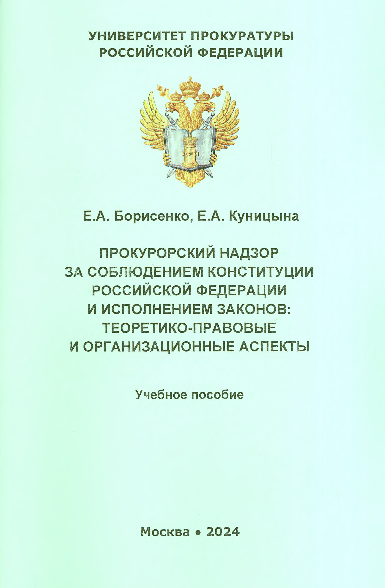 УНИВЕРСИТЕТ ПРОКУРАТУРЫ
РОССИЙСКОЙ ФЕДЕРАЦИИ
Е.А. Борисенко, Е.А. Куницына
ПРОКУРОРСКИЙ НАДЗОР
ЗА СОБЛЮДЕНИЕМ КОНСТИТУЦИИ
РОССИЙСКОЙ ФЕДЕРАЦИИ
И ИСПОЛНЕНИЕМ ЗАКОНОВ:
ТЕОРЕТИКО-ПРАВОВЫЕ
И ОРГАНИЗАЦИОННЫЕ АСПЕКТЫ
Учебное пособие
Москва • 2024